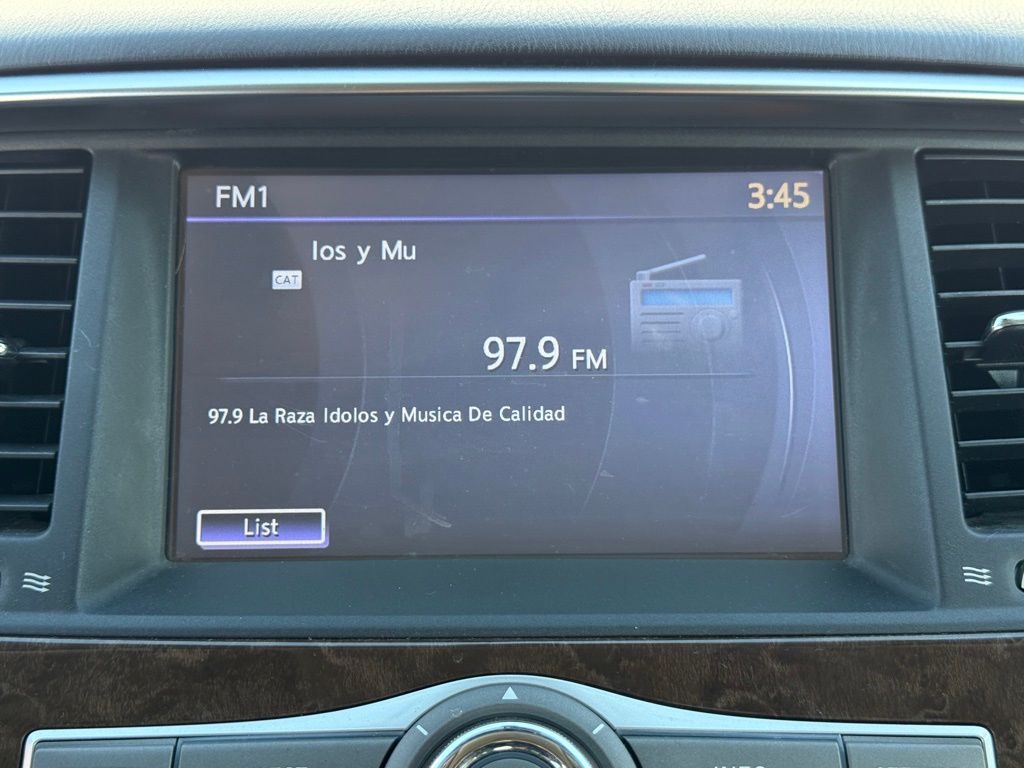 FM1 3:45
los y Mu
CAT
97.9 FM
97.9 La Raza Idolos y Musica De Calidad
List